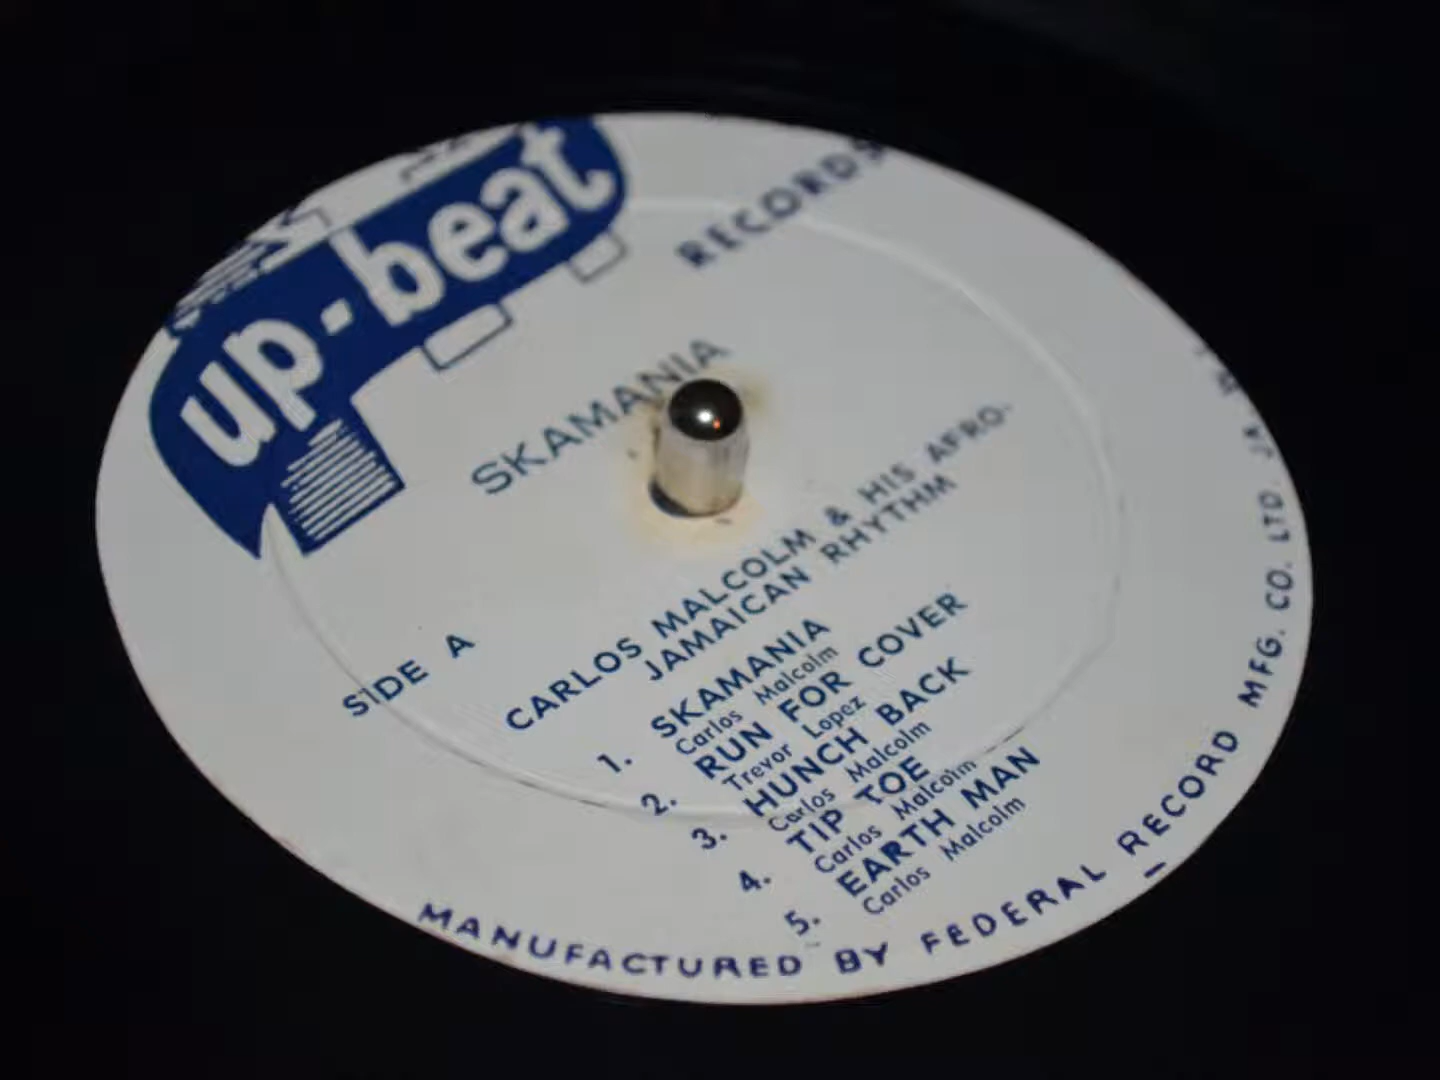 up-beat
RECORDS
SKAMANIA
CARLOS MALCOLM & HIS AFRO-
JAMAICAN RHYTHM
SIDE A
1. SKAMANIA
Carlos Malcolm
2. RUN FOR COVER
Trevor Lopez
3. HUNCH BACK
Carlos Malcolm
4. TIP TOE
Carlos Malcolm
5. EARTH MAN
Carlos Malcolm
MANUFACTURED BY FEDERAL RECORD MFG. CO. LTD. JA.